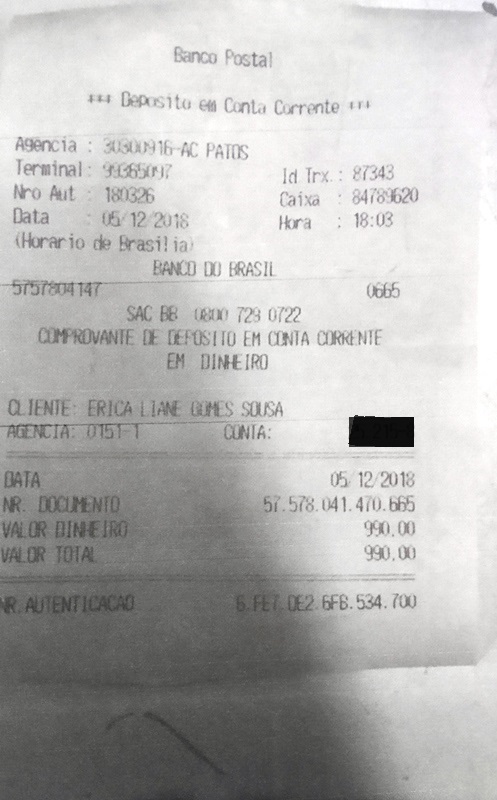 Banco Postal
*** Deposito em Conta Corrente ***
Agencia : 30300916-AC PATOS
Terminal: 99365097 Id Trx.: 87343
Nro Aut : 180326 Caixa : 84789620
Data : 05/12/2018 Hora : 18:03
(Horario de Brasilia)
BANCO DO BRASIL
5757804147 0665
SAC BB 0800 729 0722
COMPROVANTE DE DEPOSITO EM CONTA CORRENTE
EM DINHEIRO
CLIENTE: ERICA LIANE GOMES SOUSA
AGENCIA: 0151-1 CONTA:
DATA 05/12/2018
NR. DOCUMENTO 57.578.041.470.665
VALOR DINHEIRO 990,00
VALOR TOTAL 990,00
NR.AUTENTICACAO 6.FE7.DE2.6FB.534.700